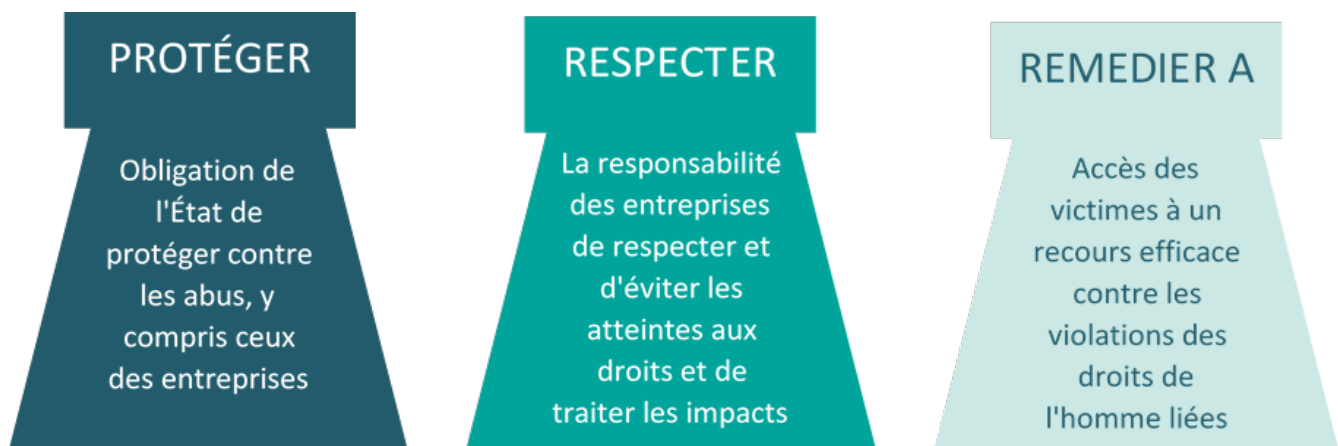 PROTÉGER
Obligation de
l'État de
protéger contre
les abus, y
compris ceux
des entreprises
RESPECTER
La responsabilité
des entreprises
de respecter et
d'éviter les
atteintes aux
droits et de
traiter les impacts
REMEDIER A
Accès des
victimes à un
recours efficace
contre les
violations des
droits de
l'homme liées